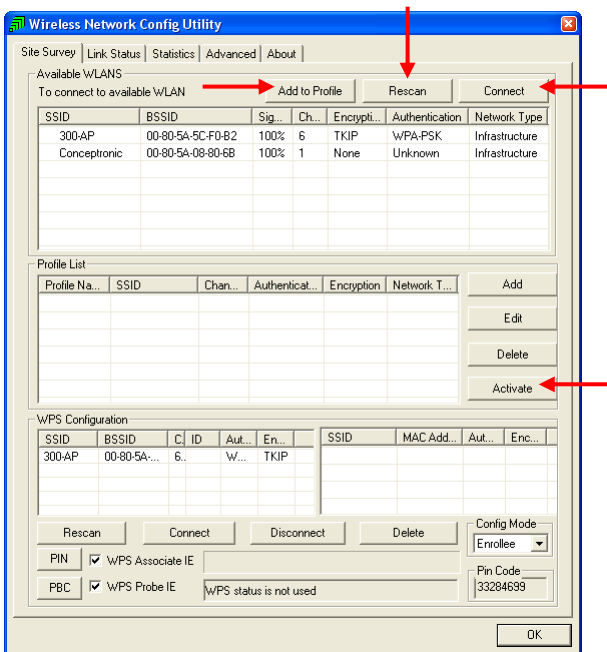 Wireless Network Config Utility
Site Survey Link Status Statistics Advanced About
Available WLANS
To connect to available WLAN Add to Profile Rescan Connect
SSID BSSID Sig... Ch... Encrypti... Authentication Network Type
300-AP 00-80-5A-5C-F0-B2 100% 6 TKIP WPA-PSK Infrastructure
Conceptronic 00-80-5A-08-80-6B 100% 1 None Unknown Infrastructure
Profile List
Profile Na... SSID Chan... Authenticat... Encryption Network T...
Add
Edit
Delete
Activate
WPS Configuration
SSID BSSID C. ID Aut... En... SSID MAC Add... Aut... Enc...
300-AP 00-80-5A-... 6.. W... TKIP
Rescan Connect Disconnect Delete
Config Mode
Enrollee
PIN WPS Associate IE
PBC WPS Probe IE WPS status is not used
Pin Code
33284699
OK